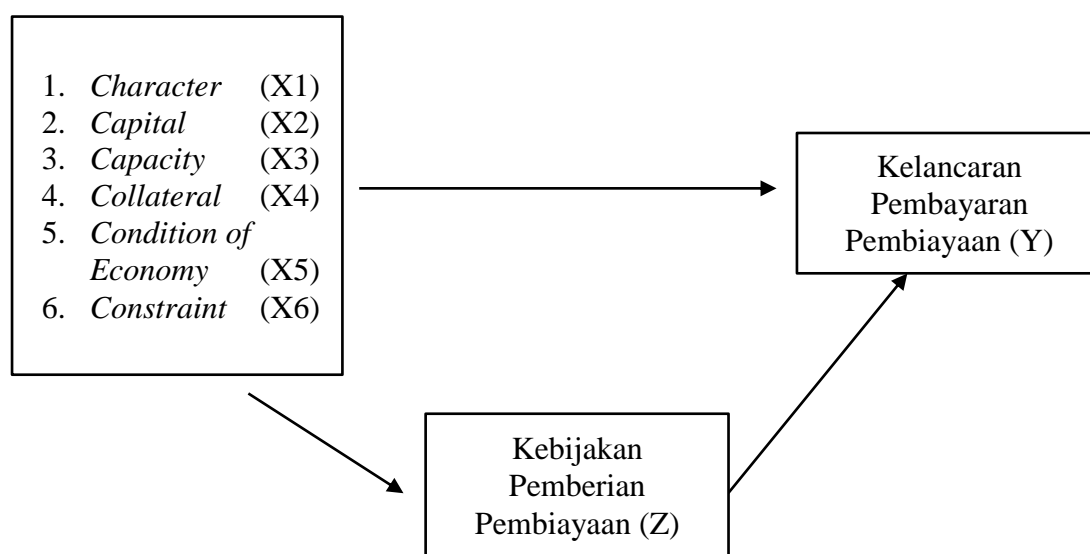 1. Character (X1)
2. Capital (X2)
3. Capacity (X3)
4. Collateral (X4)
5. Condition of
Economy (X5)
6. Constraint (X6)
Kelancaran
Pembayaran
Pembiayaan (Y)
Kebijakan
Pemberian
Pembiayaan (Z)